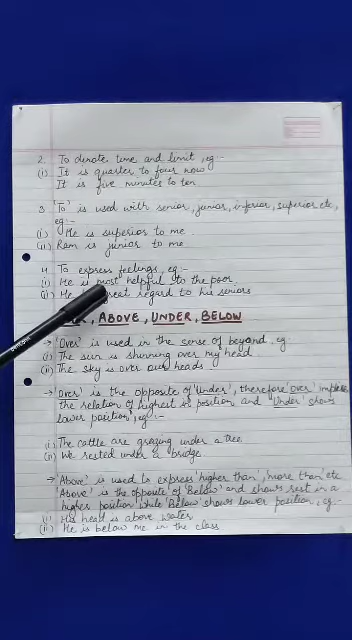 2. To denote time and limit, eg :-
(i) It is quarter to four now
It is five minutes to ten
3. 'To' is used with senior, junior, inferior, superior etc,
eg :-
(i) He is superior to me
(ii) Ram is junior to me
4. To express feelings, eg :-
(i) He is most helpful to the poor
(ii) He great regard to his seniors
, ABOVE, UNDER, BELOW
→ 'Over' is used in the sense of beyond, eg
(i) The sun is shinning over my head
(ii) The sky is over our heads
→ 'Over' is the opposite of 'Under', therefore 'over' implies
the relation of highest in position and 'Under' shows
lower position, eg :-
(i) The cattle are grazing under a tree
(ii) We rested under a bridge.
→ 'Above' is used to express 'higher than', 'more than' etc
'Above' is the opposite of 'Below' and shows rest in a
higher position while 'Below' shows lower position, eg
(i) His head is above water
(ii) He is below me in the class